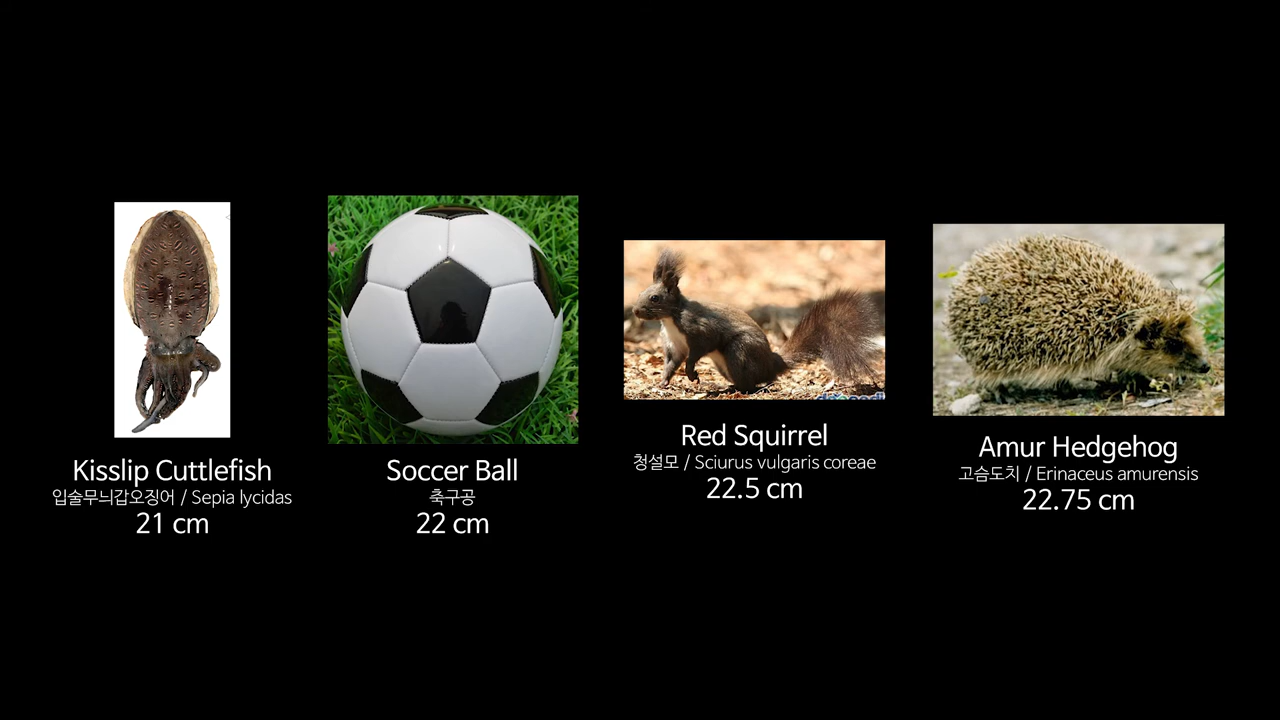 Kisslip Cuttlefish
입술무늬갑오징어 / Sepia lycidas
21 cm
Soccer Ball
축구공
22 cm
Red Squirrel
청설모 / Sciurus vulgaris coreae
22.5 cm
Amur Hedgehog
고슴도치 / Erinaceus amurensis
22.75 cm